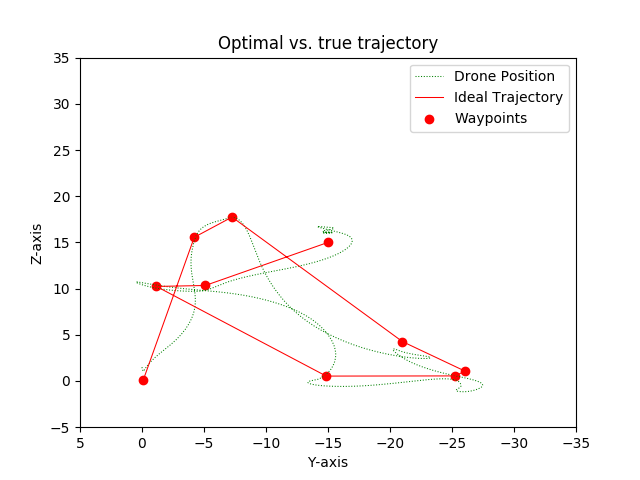 Optimal vs. true trajectory
Drone Position
Ideal Trajectory
Waypoints
Z-axis
35
30
25
20
15
10
5
0
−5
5 0 −5 −10 −15 −20 −25 −30 −35
Y-axis